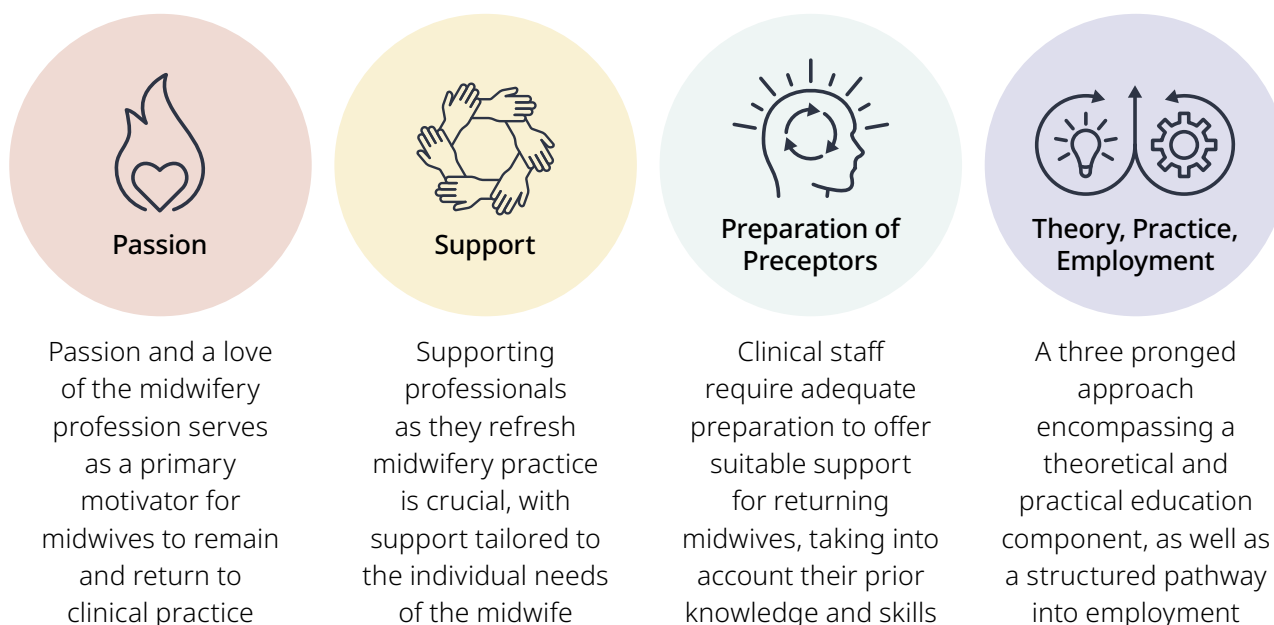 Passion
Passion and a love
of the midwifery
profession serves
as a primary
motivator for
midwives to remain
and return to
clinical practice
Support
Supporting
professionals
as they refresh
midwifery practice
is crucial, with
support tailored to
the individual needs
of the midwife
Preparation of
Preceptors
Clinical staff
require adequate
preparation to offer
suitable support
for returning
midwives, taking into
account their prior
knowledge and skills
Theory, Practice,
Employment
A three pronged
approach
encompassing a
theoretical and
practical education
component, as well as
a structured pathway
into employment